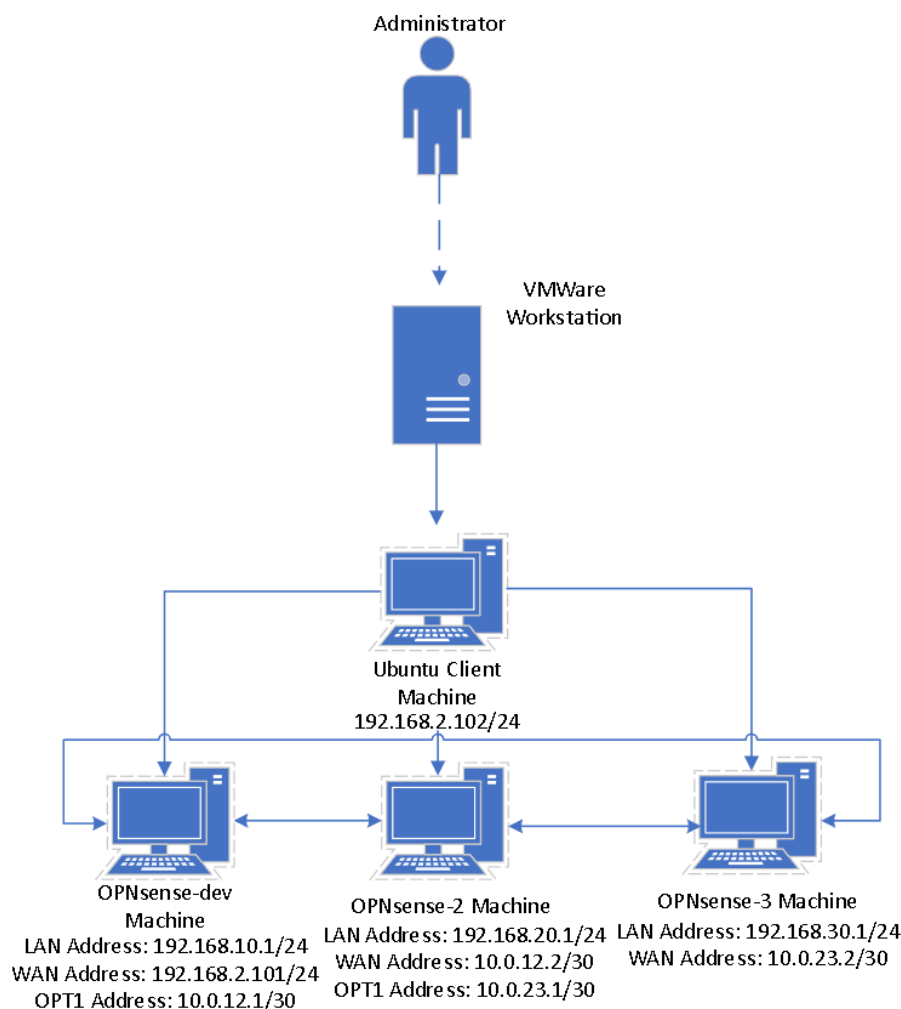 Administrator
VMWare
Workstation
Ubuntu Client
Machine
192.168.2.102/24
OPNsense-dev
Machine
LAN Address: 192.168.10.1/24
WAN Address: 192.168.2.101/24
OPT1 Address: 10.0.12.1/30
OPNsense-2 Machine
LAN Address: 192.168.20.1/24
WAN Address: 10.0.12.2/30
OPT1 Address: 10.0.23.1/30
OPNsense-3 Machine
LAN Address: 192.168.30.1/24
WAN Address: 10.0.23.2/30